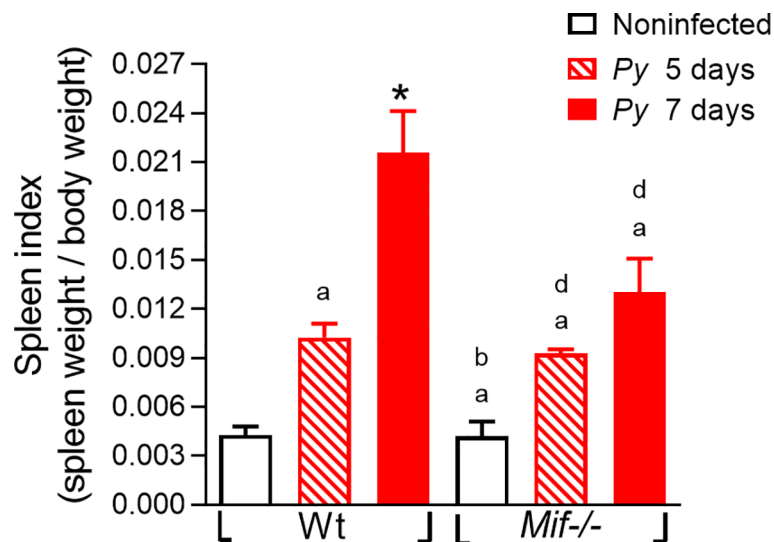 Noninfected
Py 5 days
Py 7 days
Spleen index
(spleen weight / body weight)
0.027
0.024
0.021
0.018
0.015
0.012
0.009
0.006
0.003
0.000
a
*
b
a
d
a
d
a
Wt
Mif-/-